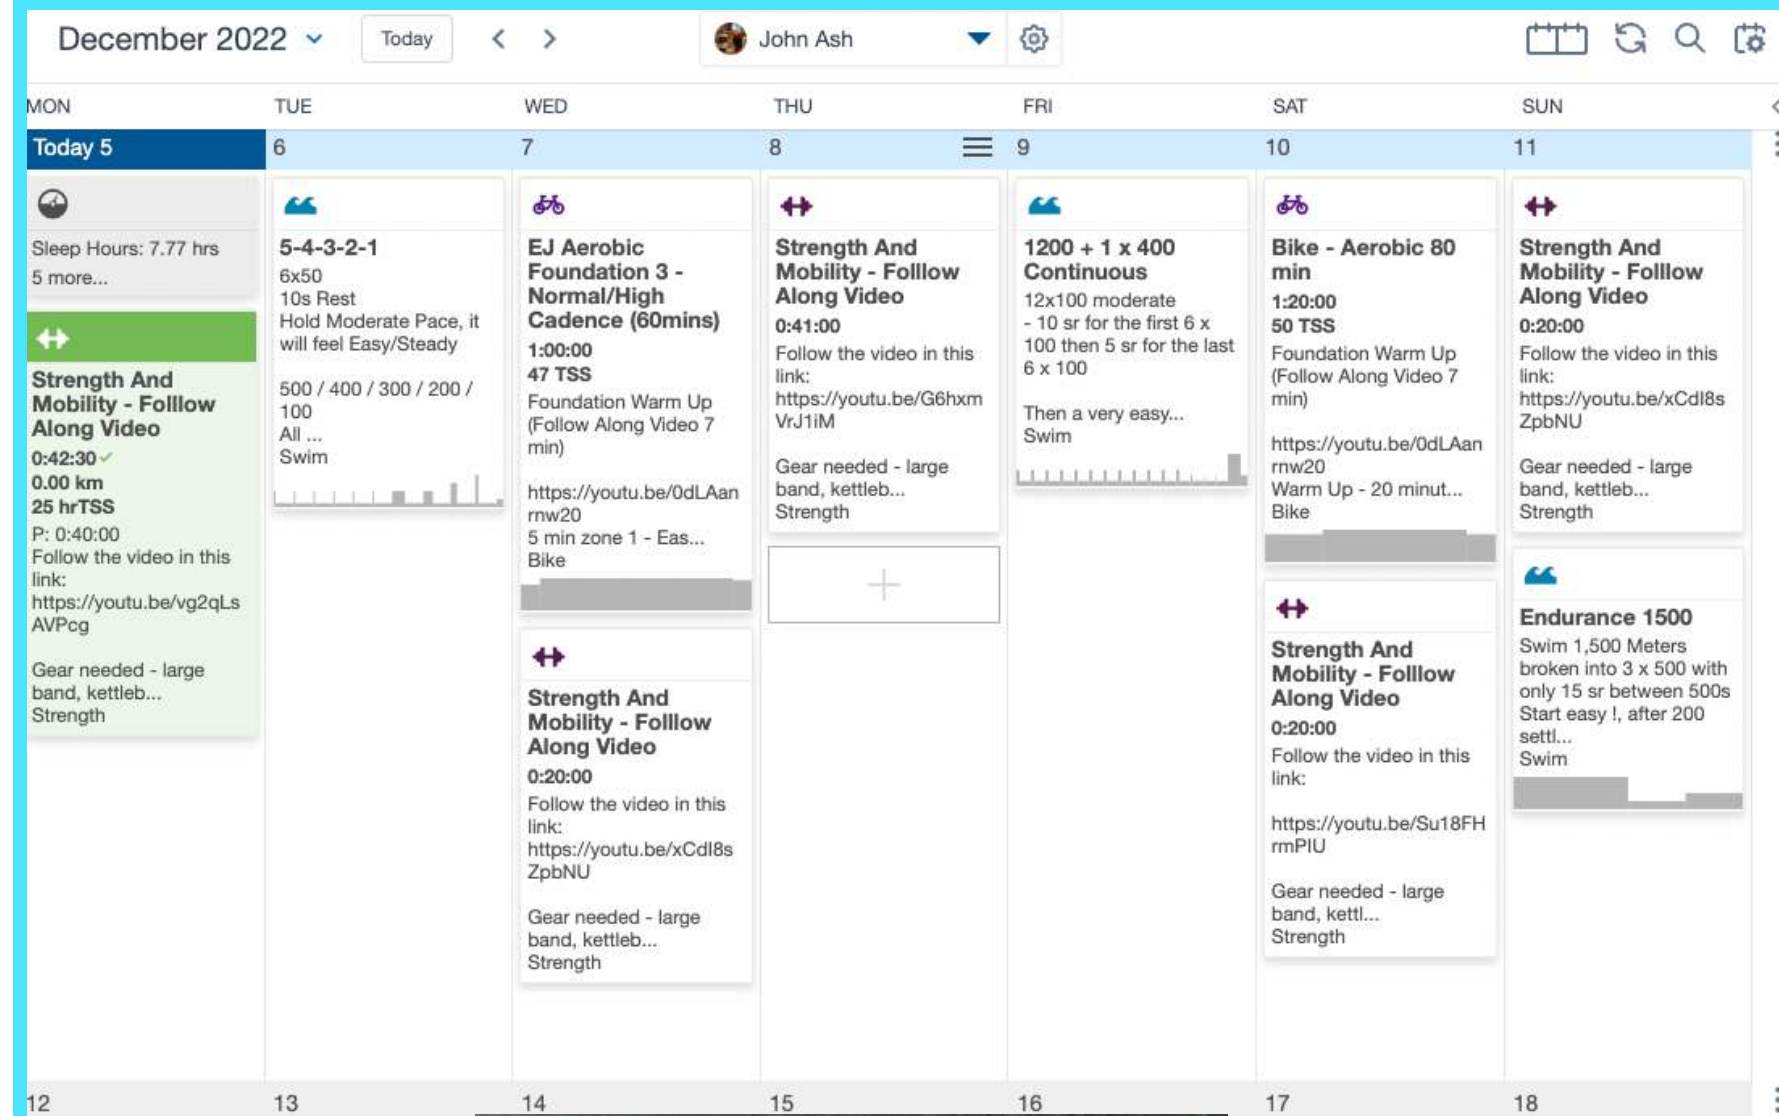 December 2022
Today
John Ash
MON
TUE
WED
THU
FRI
SAT
SUN
Today 5
6
7
8
9
10
11
Sleep Hours: 7.77 hrs
5 more...
Strength And
Mobility - Folllow
Along Video
0:42:30
0.00 km
25 hrTSS
P: 0:40:00
Follow the video in this
link:
https://youtu.be/vg2qLs
AVPcg
Gear needed - large
band, kettleb...
Strength
5-4-3-2-1
6x50
10s Rest
Hold Moderate Pace, it
will feel Easy/Steady
500 / 400 / 300 / 200 /
100
All ...
Swim
EJ Aerobic
Foundation 3 -
Normal/High
Cadence (60mins)
1:00:00
47 TSS
Foundation Warm Up
(Follow Along Video 7
min)
https://youtu.be/0dLAan
rnw20
5 min zone 1 - Eas...
Bike
Strength And
Mobility - Folllow
Along Video
0:20:00
Follow the video in this
link:
https://youtu.be/xCdI8s
ZpbNU
Gear needed - large
band, kettleb...
Strength
Strength And
Mobility - Folllow
Along Video
0:41:00
Follow the video in this
link:
https://youtu.be/G6hxm
VrJ1iM
Gear needed - large
band, kettleb...
Strength
1200 + 1 x 400
Continuous
12x100 moderate
- 10 sr for the first 6 x
100 then 5 sr for the last
6 x 100
Then a very easy...
Swim
Bike - Aerobic 80
min
1:20:00
50 TSS
Foundation Warm Up
(Follow Along Video 7
min)
https://youtu.be/0dLAan
rnw20
Warm Up - 20 minut...
Bike
Strength And
Mobility - Folllow
Along Video
0:20:00
Follow the video in this
link:
https://youtu.be/Su18FH
rmPIU
Gear needed - large
band, kettl...
Strength
Strength And
Mobility - Folllow
Along Video
0:20:00
Follow the video in this
link:
https://youtu.be/xCdI8s
ZpbNU
Gear needed - large
band, kettleb...
Strength
Endurance 1500
Swim 1,500 Meters
broken into 3 x 500 with
only 15 sr between 500s
Start easy !, after 200
settl...
Swim
12
13
14
15
16
17
18